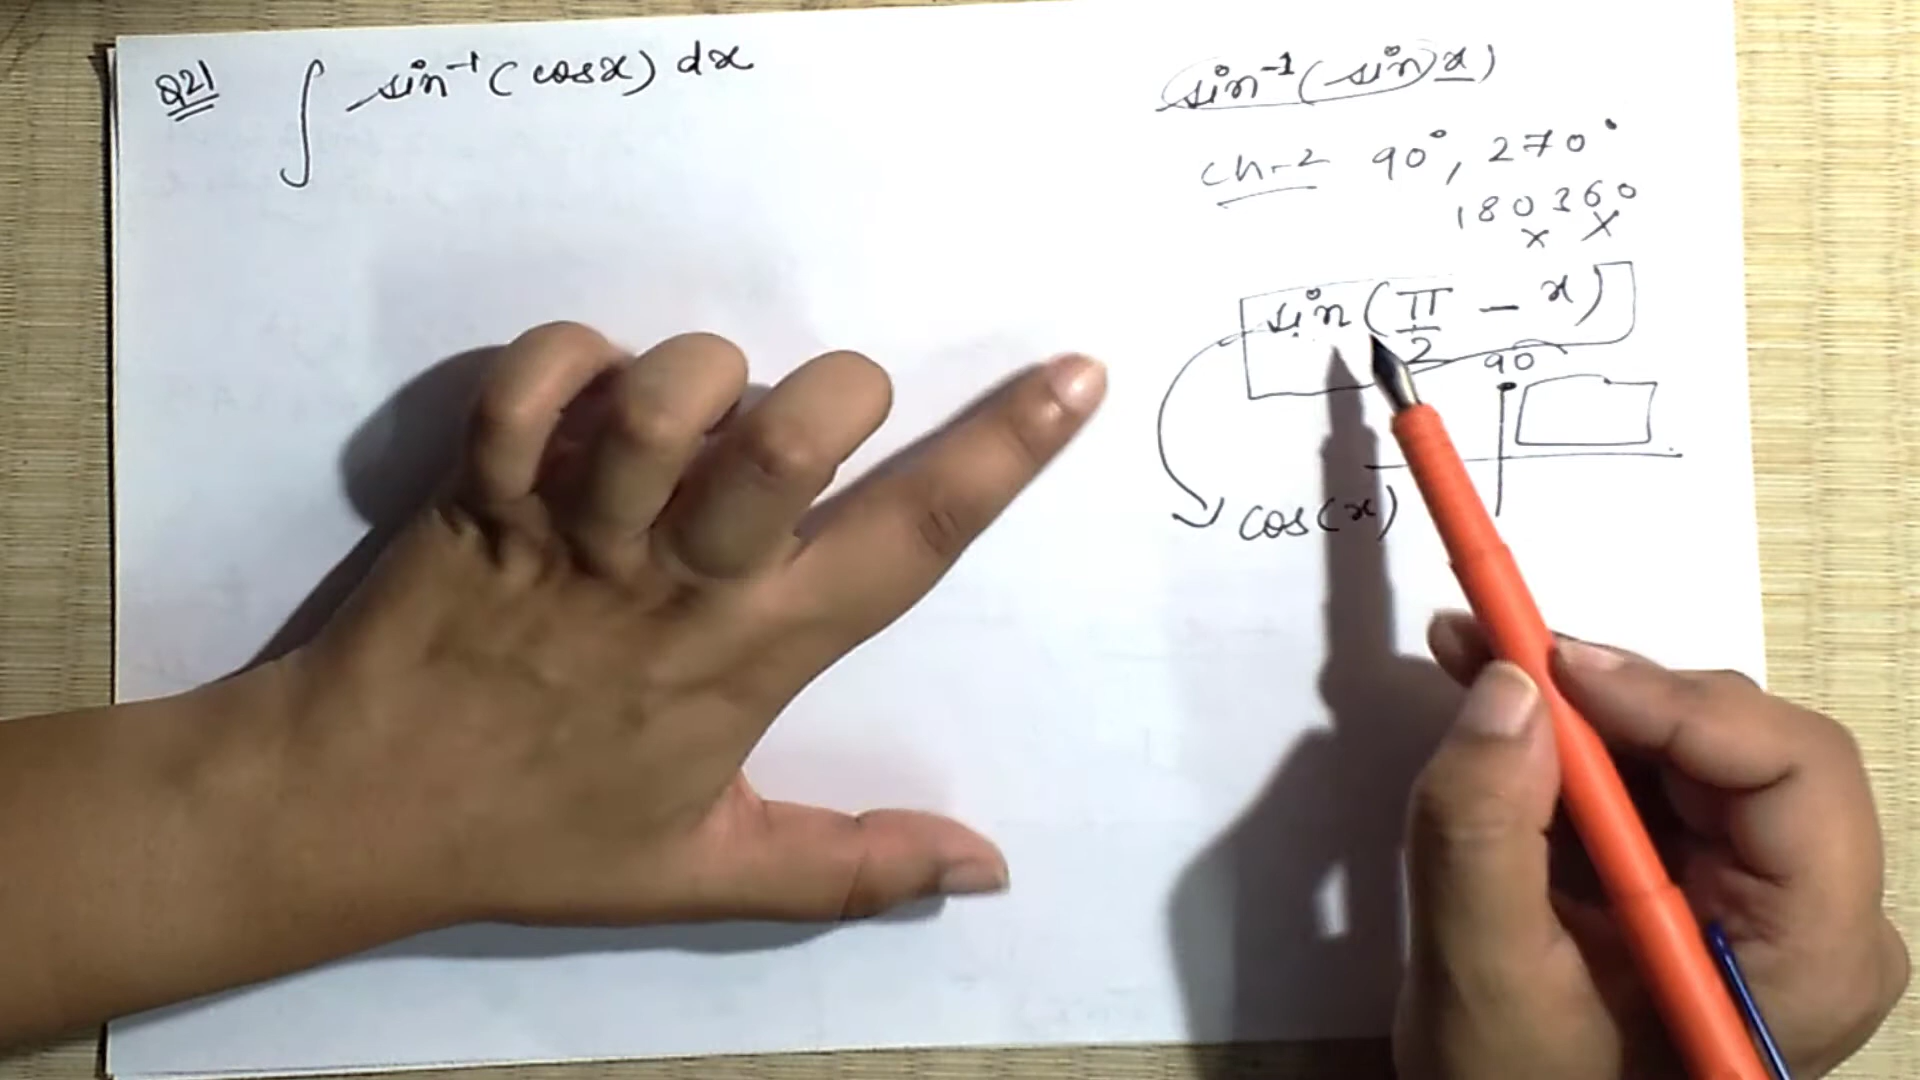 Q21 ∫ sin⁻¹(cosx) dx
sin⁻¹(sin x)
ch-2 90°, 270°
180 360
× ×
sin(π/2 - x)
90
cos(x)